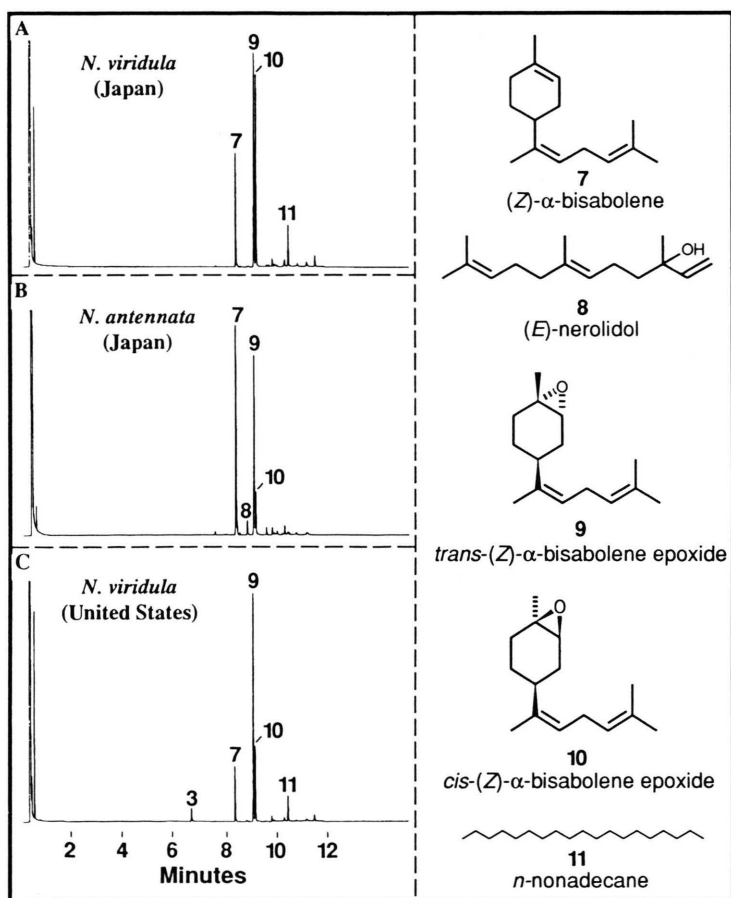 A
N. viridula
(Japan)
9
10
7
11
B
N. antennata
(Japan)
7
9
10
8
C
N. viridula
(United States)
9
10
7
3
11
2 4 6 8 10 12
Minutes
7
(Z)-α-bisabolene
OH
8
(E)-nerolidol
O
9
trans-(Z)-α-bisabolene epoxide
O
10
cis-(Z)-α-bisabolene epoxide
11
n-nonadecane